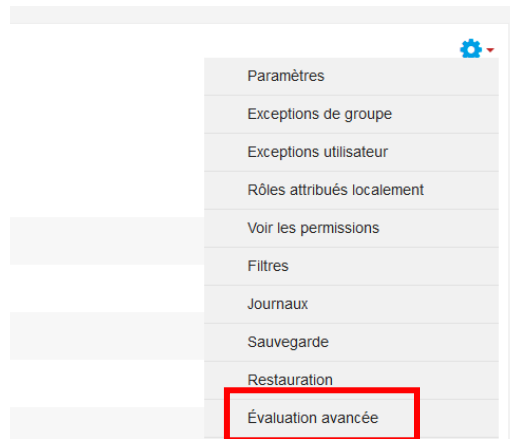 Paramètres
Exceptions de groupe
Exceptions utilisateur
Rôles attribués localement
Voir les permissions
Filtres
Journaux
Sauvegarde
Restauration
Évaluation avancée